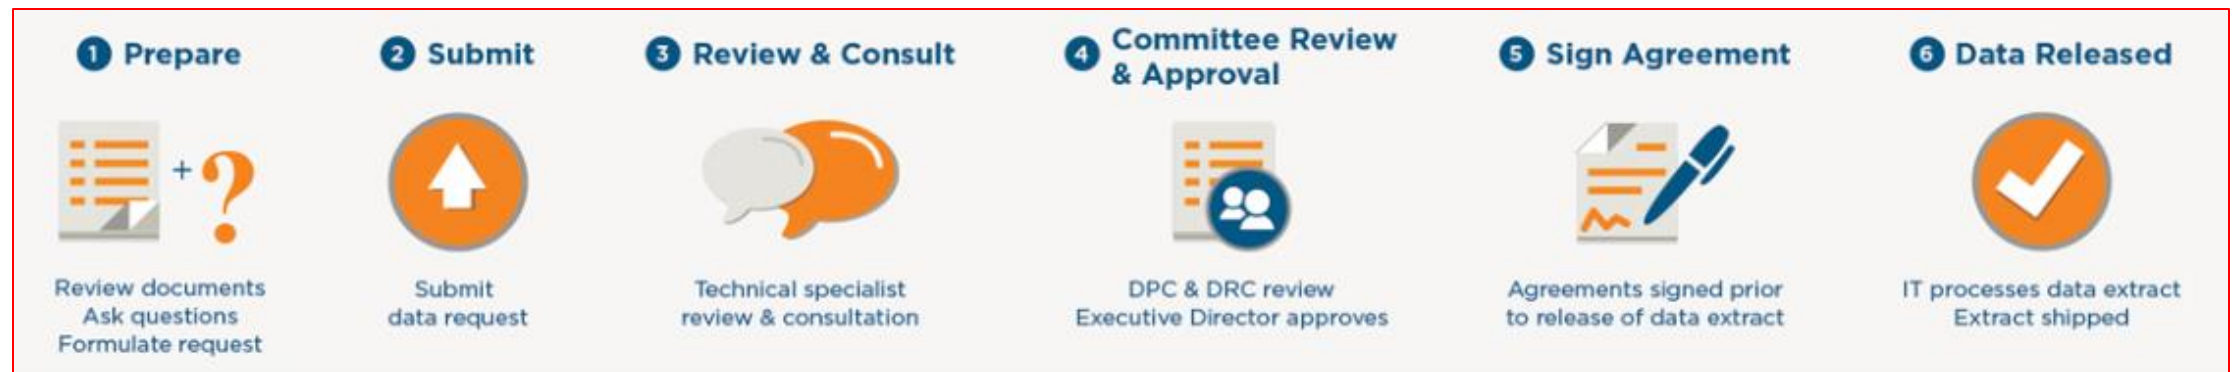 1 Prepare
Review documents
Ask questions
Formulate request
2 Submit
Submit
data request
3 Review & Consult
Technical specialist
review & consultation
4 Committee Review
& Approval
DPC & DRC review
Executive Director approves
5 Sign Agreement
Agreements signed prior
to release of data extract
6 Data Released
IT processes data extract
Extract shipped